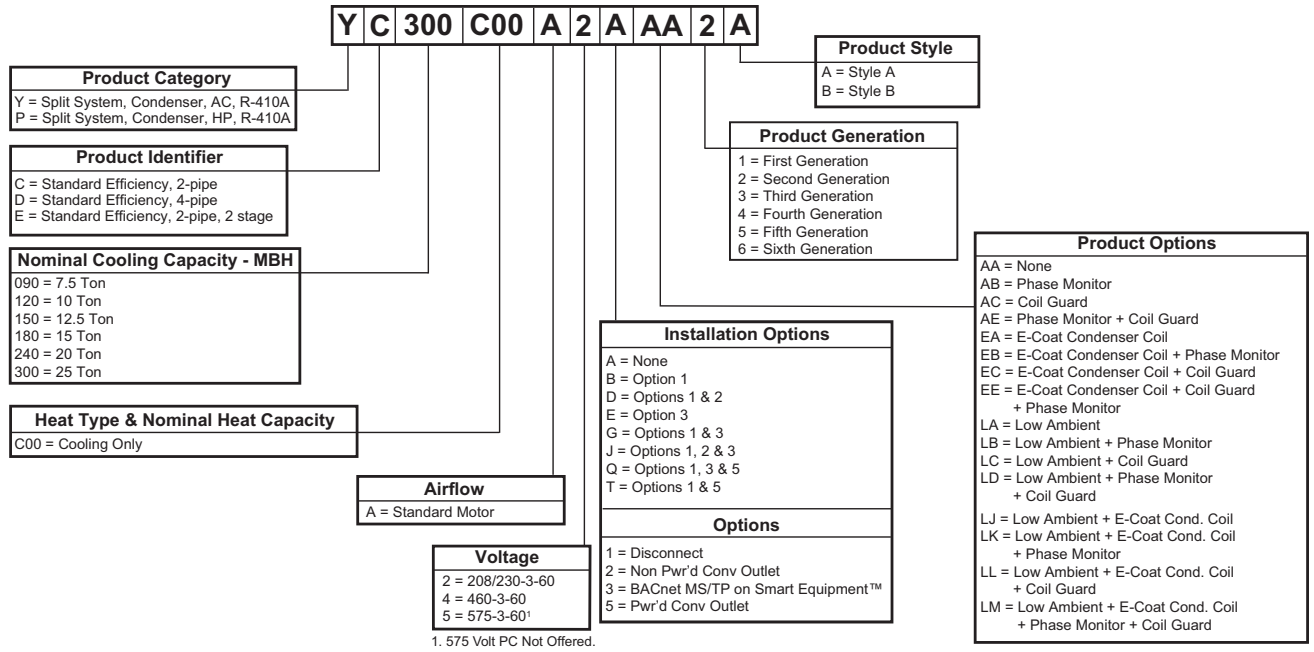 Y C 300 C00 A 2 A AA 2 A
Product Category
Y = Split System, Condenser, AC, R-410A
P = Split System, Condenser, HP, R-410A
Product Identifier
C = Standard Efficiency, 2-pipe
D = Standard Efficiency, 4-pipe
E = Standard Efficiency, 2-pipe, 2 stage
Nominal Cooling Capacity - MBH
090 = 7.5 Ton
120 = 10 Ton
150 = 12.5 Ton
180 = 15 Ton
240 = 20 Ton
300 = 25 Ton
Heat Type & Nominal Heat Capacity
C00 = Cooling Only
Airflow
A = Standard Motor
Voltage
2 = 208/230-3-60
4 = 460-3-60
5 = 575-3-60¹
1. 575 Volt PC Not Offered.
Installation Options
A = None
B = Option 1
D = Options 1 & 2
E = Option 3
G = Options 1 & 3
J = Options 1, 2 & 3
Q = Options 1, 3 & 5
T = Options 1 & 5
Options
1 = Disconnect
2 = Non Pwr'd Conv Outlet
3 = BACnet MS/TP on Smart Equipment™
5 = Pwr'd Conv Outlet
Product Options
AA = None
AB = Phase Monitor
AC = Coil Guard
AE = Phase Monitor + Coil Guard
EA = E-Coat Condenser Coil
EB = E-Coat Condenser Coil + Phase Monitor
EC = E-Coat Condenser Coil + Coil Guard
EE = E-Coat Condenser Coil + Coil Guard
+ Phase Monitor
LA = Low Ambient
LB = Low Ambient + Phase Monitor
LC = Low Ambient + Coil Guard
LD = Low Ambient + Phase Monitor
+ Coil Guard
LJ = Low Ambient + E-Coat Cond. Coil
LK = Low Ambient + E-Coat Cond. Coil
+ Phase Monitor
LL = Low Ambient + E-Coat Cond. Coil
+ Coil Guard
LM = Low Ambient + E-Coat Cond. Coil
+ Phase Monitor + Coil Guard
Product Generation
1 = First Generation
2 = Second Generation
3 = Third Generation
4 = Fourth Generation
5 = Fifth Generation
6 = Sixth Generation
Product Style
A = Style A
B = Style B